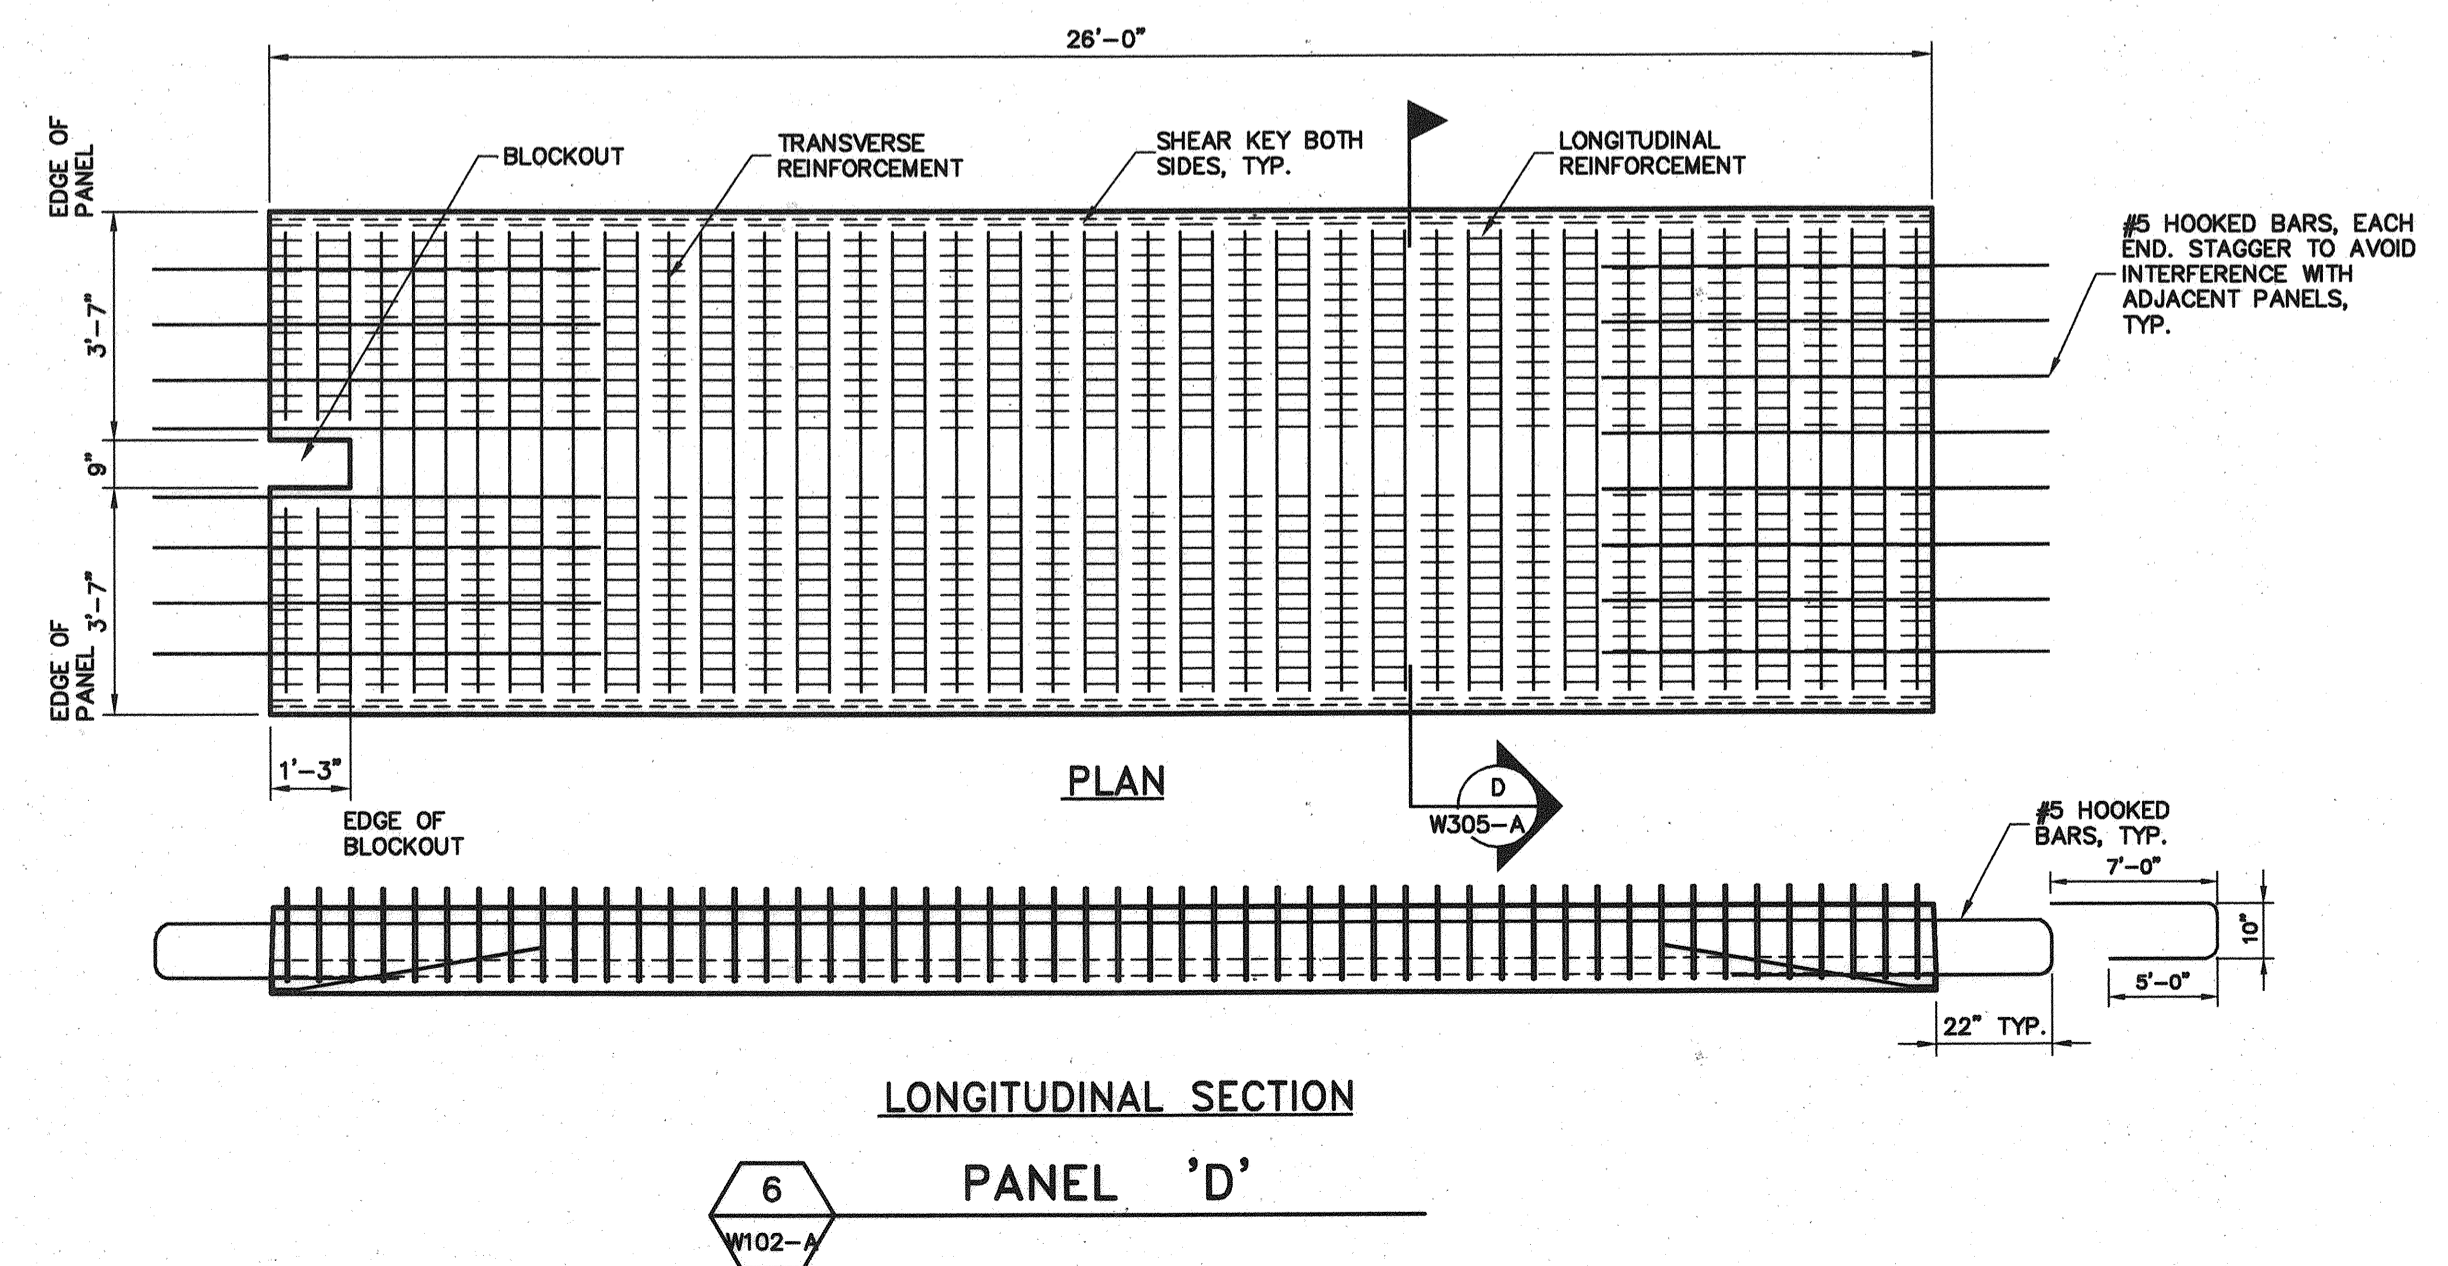 26'-0"
EDGE OF
PANEL
BLOCKOUT
TRANSVERSE
REINFORCEMENT
SHEAR KEY BOTH
SIDES, TYP.
LONGITUDINAL
REINFORCEMENT
#5 HOOKED BARS, EACH
END. STAGGER TO AVOID
INTERFERENCE WITH
ADJACENT PANELS,
TYP.
3'-7"
9"
3'-7"
EDGE OF
PANEL
1'-3"
EDGE OF
BLOCKOUT
PLAN
D
W305-A
#5 HOOKED
BARS, TYP.
7'-0"
10"
5'-0"
22" TYP.
LONGITUDINAL SECTION
6
W102-A
PANEL 'D'